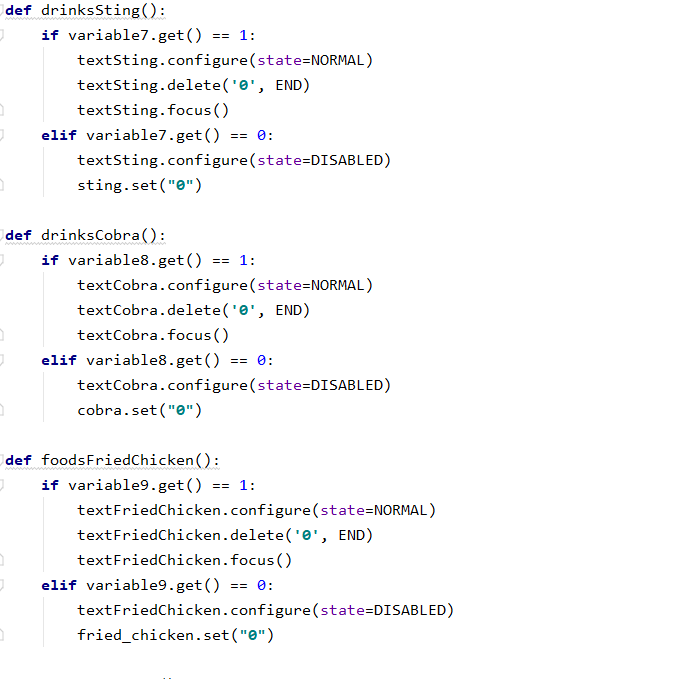 def drinksSting():
    if variable7.get() == 1:
        textSting.configure(state=NORMAL)
        textSting.delete('0', END)
        textSting.focus()
    elif variable7.get() == 0:
        textSting.configure(state=DISABLED)
        sting.set("0")

def drinksCobra():
    if variable8.get() == 1:
        textCobra.configure(state=NORMAL)
        textCobra.delete('0', END)
        textCobra.focus()
    elif variable8.get() == 0:
        textCobra.configure(state=DISABLED)
        cobra.set("0")

def foodsFriedChicken():
    if variable9.get() == 1:
        textFriedChicken.configure(state=NORMAL)
        textFriedChicken.delete('0', END)
        textFriedChicken.focus()
    elif variable9.get() == 0:
        textFriedChicken.configure(state=DISABLED)
        fried_chicken.set("0")